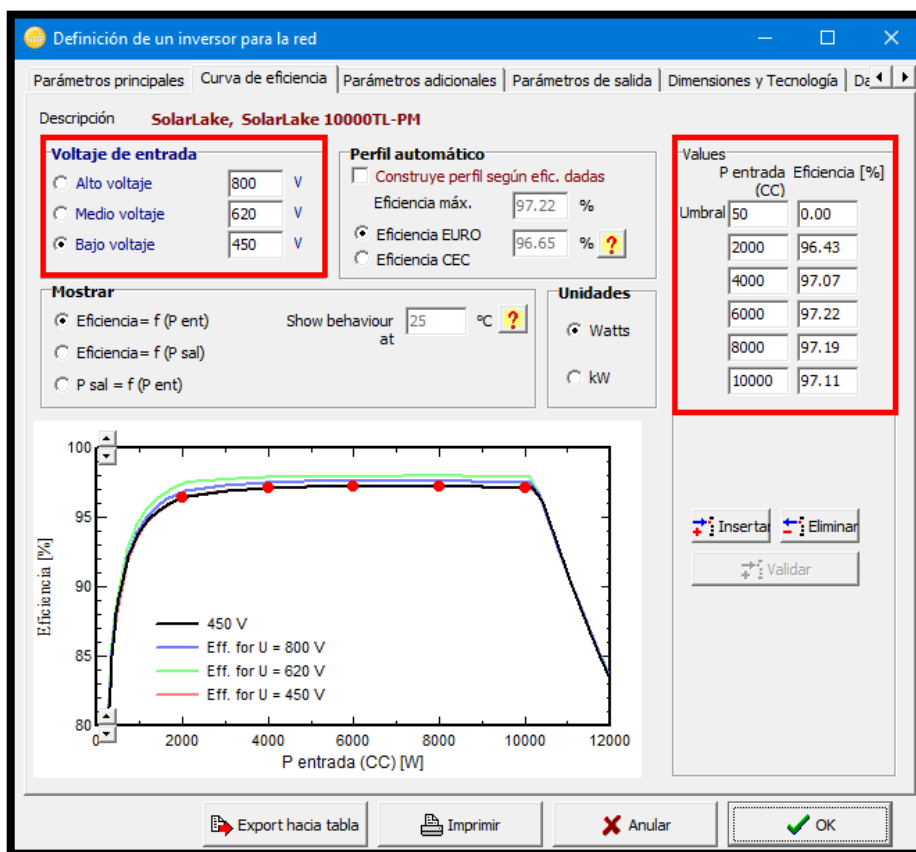 Definición de un inversor para la red
Parámetros principales Curva de eficiencia Parámetros adicionales Parámetros de salida Dimensiones y Tecnología
Descripción SolarLake, SolarLake 10000TL-PM
Voltaje de entrada
Alto voltaje 800 V
Medio voltaje 620 V
Bajo voltaje 450 V
Perfil automático
Construye perfil según efic. dadas
Eficiencia máx. 97.22 %
Eficiencia EURO 96.65 % ?
Eficiencia CEC
Values
P entrada (CC) Eficiencia [%]
Umbral 50 0.00
2000 96.43
4000 97.07
6000 97.22
8000 97.19
10000 97.11
Mostrar
Eficiencia= f (P ent) Show behaviour at 25 ºC ?
Eficiencia= f (P sal)
P sal = f (P ent)
Unidades
Watts
kW
100
95
90
85
80
Eficiencia [%]
450 V
Eff. for U = 800 V
Eff. for U = 620 V
Eff. for U = 450 V
0 2000 4000 6000 8000 10000 12000
P entrada (CC) [W]
Insertar Eliminar
Validar
Export hacia tabla Imprimir Anular OK